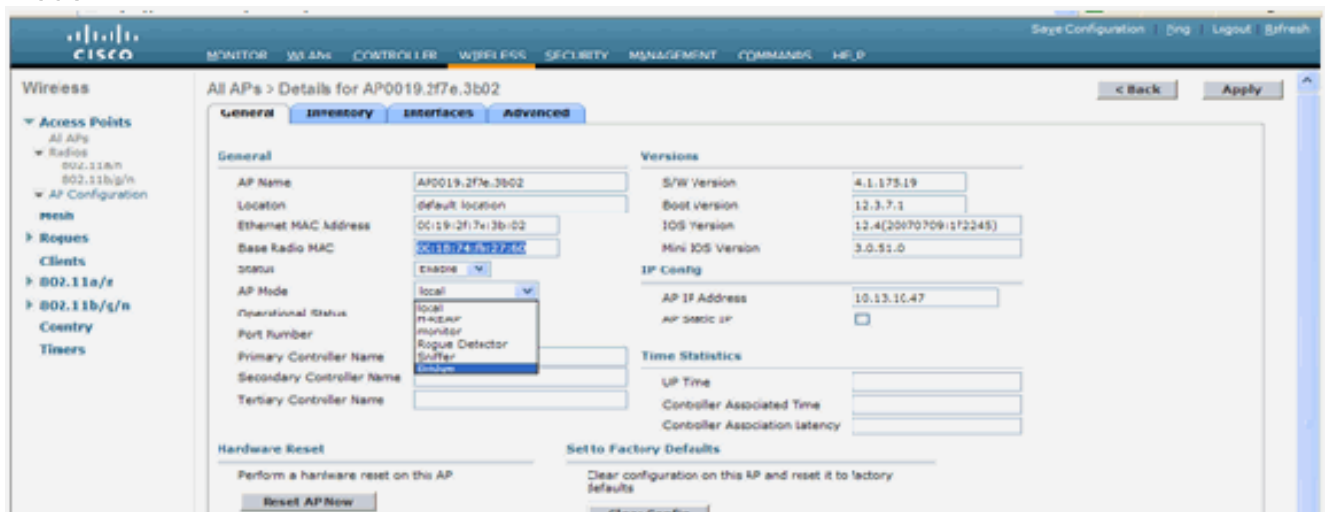 Save Configuration | Ping | Logout | Refresh
CISCO
MONITOR WLANs CONTROLLER WIRELESS SECURITY MANAGEMENT COMMANDS HELP
Wireless
All APs > Details for AP0019.2f7e.3b02
< Back
Apply
Access Points
All APs
Radios
802.11a/n
802.11b/g/n
AP Configuration
Mesh
Rogues
Clients
802.11a/n
802.11b/g/n
Country
Timers
General Inventory Interfaces Advanced
General
AP Name AP0019.2f7e.3b02
Location default location
Ethernet MAC Address 00:19:2f:7e:3b:02
Base Radio MAC
Status Enable
AP Mode local
local
H-REAP
monitor
Rogue Detector
Sniffer
Bridge
Operational Status
Port Number
Primary Controller Name
Secondary Controller Name
Tertiary Controller Name
Versions
S/W Version 4.1.175.19
Boot Version 12.3.7.1
IOS Version 12.4(20070709:172245)
Mini IOS Version 3.0.51.0
IP Config
AP IP Address 10.13.10.47
AP Static IP
Time Statistics
UP Time
Controller Associated Time
Controller Association Latency
Hardware Reset
Perform a hardware reset on this AP
Reset AP Now
Set to Factory Defaults
Clear configuration on this AP and reset it to factory
defaults
Clear Config